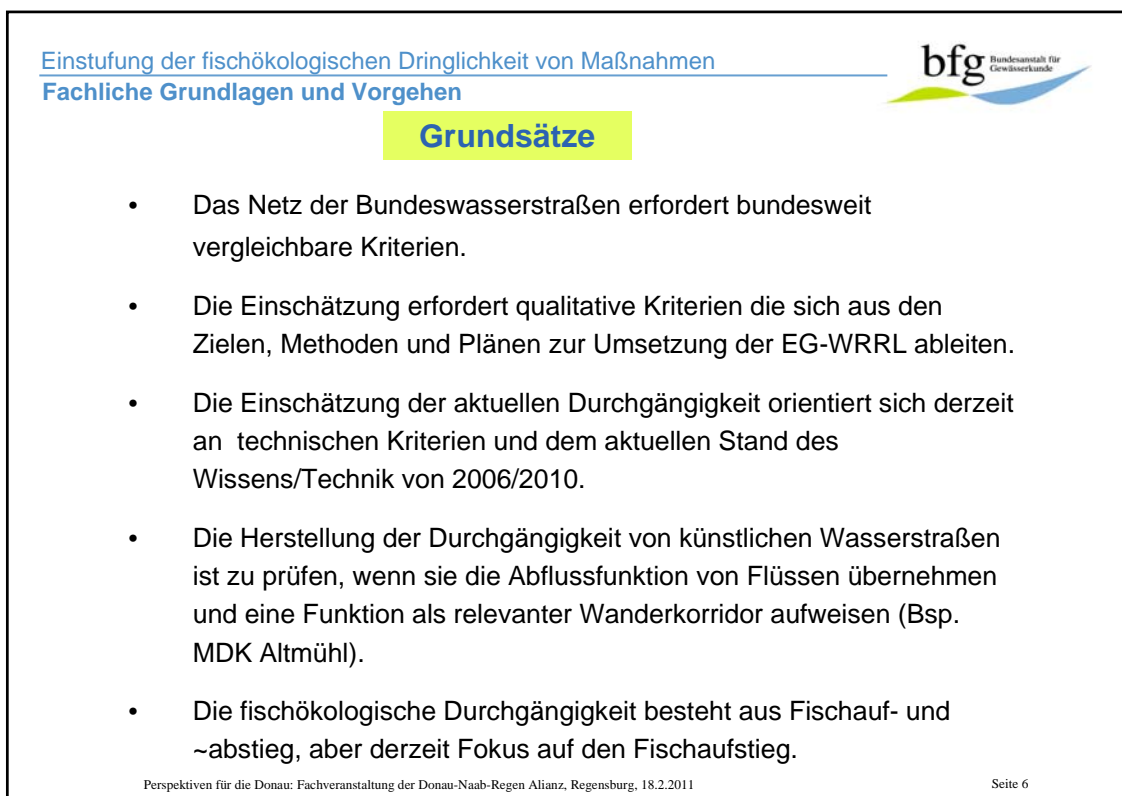 Einstufung der fischökologischen Dringlichkeit von Maßnahmen
Fachliche Grundlagen und Vorgehen
bfg Bundesanstalt für
Gewässerkunde
Grundsätze
• Das Netz der Bundeswasserstraßen erfordert bundesweit
vergleichbare Kriterien.
• Die Einschätzung erfordert qualitative Kriterien die sich aus den
Zielen, Methoden und Plänen zur Umsetzung der EG-WRRL ableiten.
• Die Einschätzung der aktuellen Durchgängigkeit orientiert sich derzeit
an technischen Kriterien und dem aktuellen Stand des
Wissens/Technik von 2006/2010.
• Die Herstellung der Durchgängigkeit von künstlichen Wasserstraßen
ist zu prüfen, wenn sie die Abflussfunktion von Flüssen übernehmen
und eine Funktion als relevanter Wanderkorridor aufweisen (Bsp.
MDK Altmühl).
• Die fischökologische Durchgängigkeit besteht aus Fischauf- und
~abstieg, aber derzeit Fokus auf den Fischaufstieg.
Perspektiven für die Donau: Fachveranstaltung der Donau-Naab-Regen Alianz, Regensburg, 18.2.2011 Seite 6